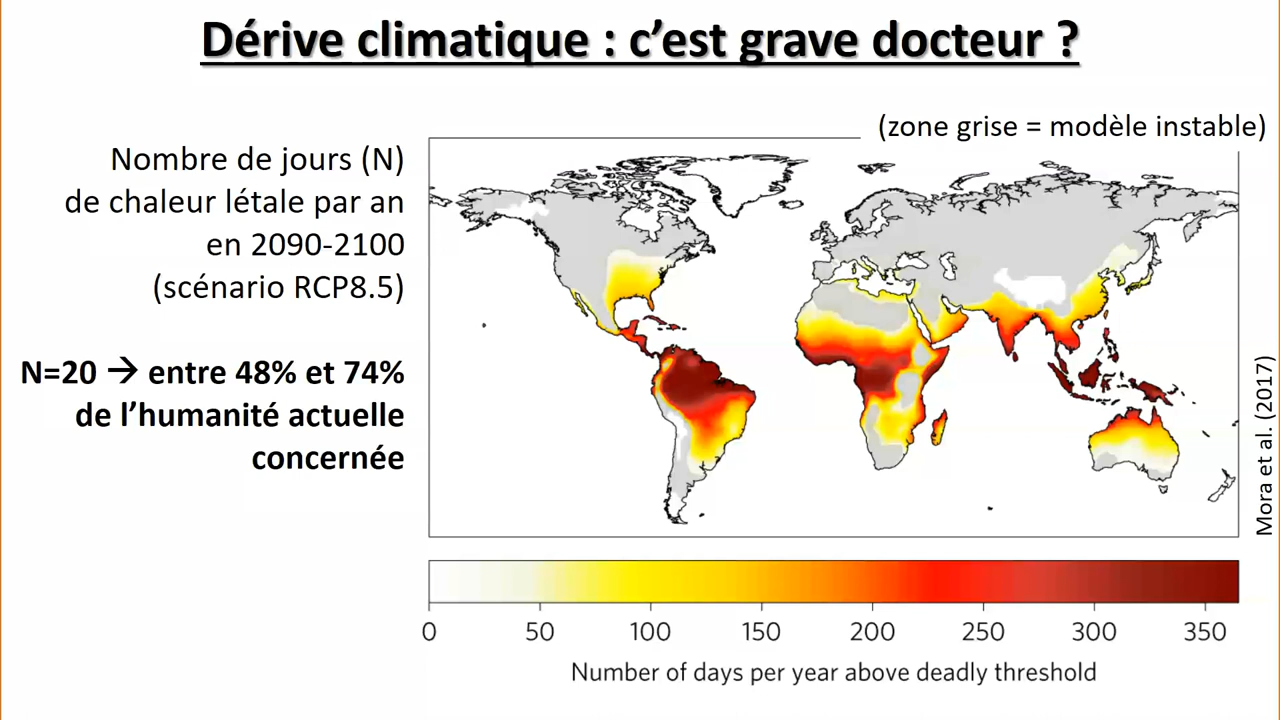 Dérive climatique : c’est grave docteur ?
(zone grise = modèle instable)
Nombre de jours (N)
de chaleur létale par an
en 2090-2100
(scénario RCP8.5)
N=20 → entre 48% et 74%
de l’humanité actuelle
concernée
Mora et al. (2017)
0 50 100 150 200 250 300 350
Number of days per year above deadly threshold